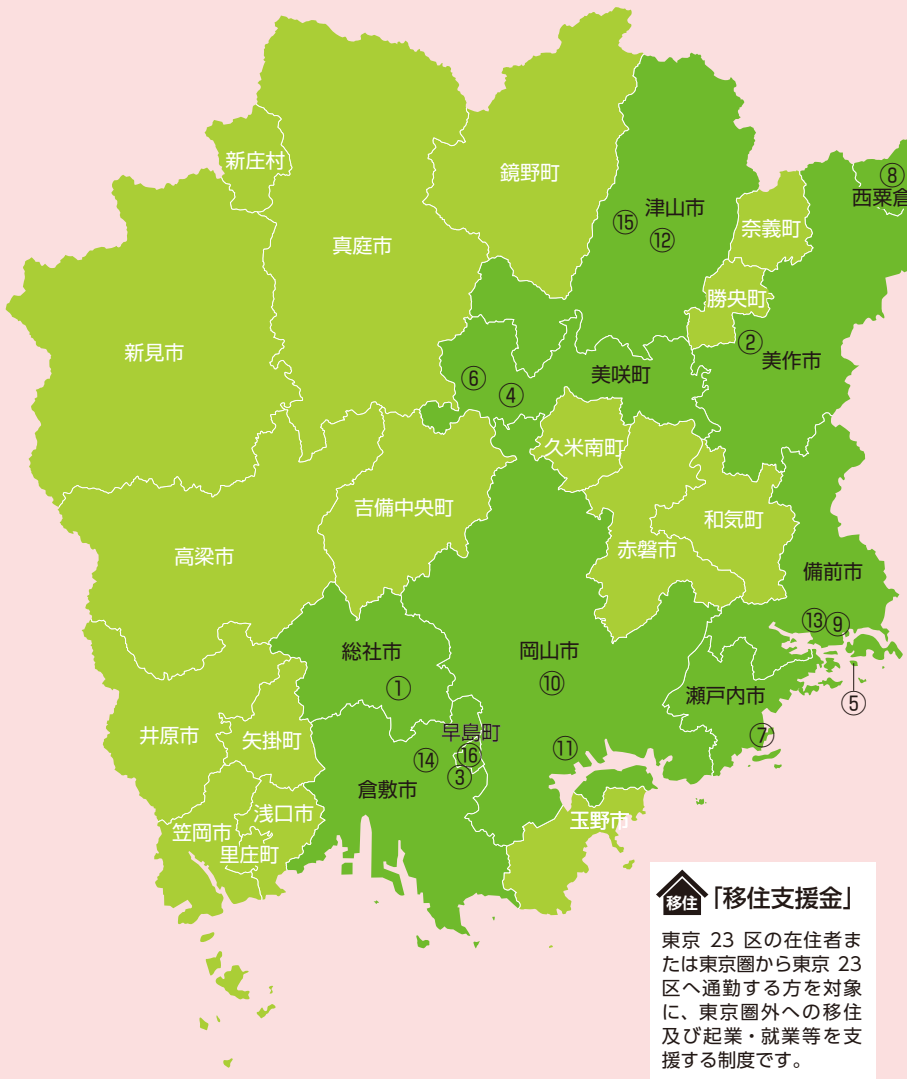 新庄村
鏡野町
⑧
西粟倉
津山市
⑮
⑫
奈義町
真庭市
勝央町
②
美作市
新見市
美咲町
⑥
④
久米南町
吉備中央町
和気町
赤磐市
高梁市
備前市
⑬
⑨
総社市
①
岡山市
⑩
瀬戸内市
⑤
⑦
井原市
矢掛町
早島町
⑯
⑭
③
⑪
倉敷市
浅口市
笠岡市
里庄町
玉野市
移住
「移住支援金」
東京 23 区の在住者ま
たは東京圏から東京 23
区へ通勤する方を対象
に、東京圏外への移住
及び起業・就業等を支
援する制度です。